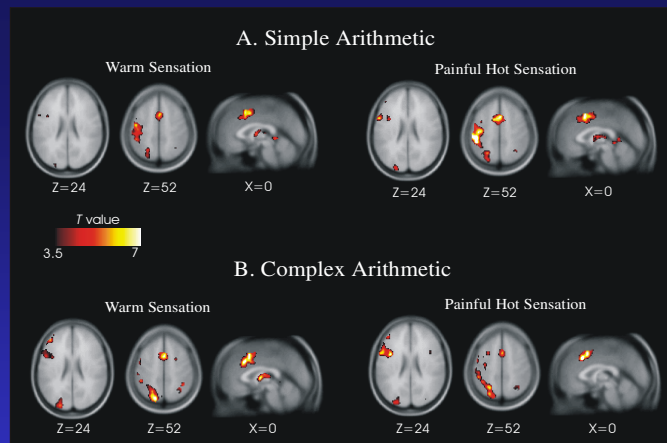 A. Simple Arithmetic
Warm Sensation
Painful Hot Sensation
Z=24
Z=52
X=0
Z=24
Z=52
X=0
T value
3.5
7
B. Complex Arithmetic
Warm Sensation
Painful Hot Sensation
Z=24
Z=52
X=0
Z=24
Z=52
X=0